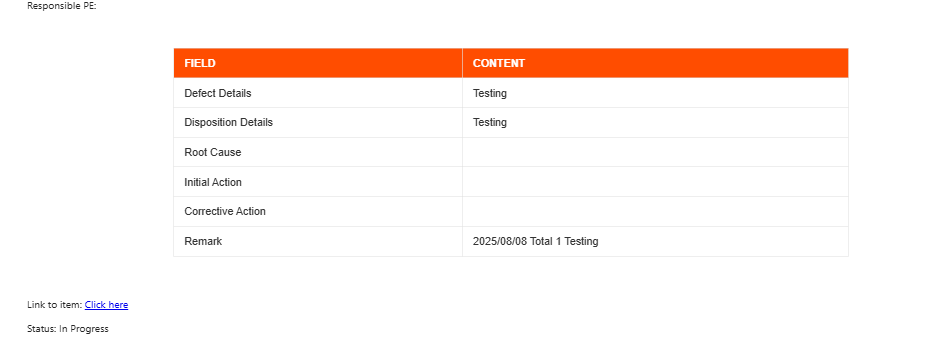 Responsible PE:
FIELD CONTENT
Defect Details Testing
Disposition Details Testing
Root Cause
Initial Action
Corrective Action
Remark 2025/08/08 Total 1 Testing
Link to item: Click here
Status: In Progress